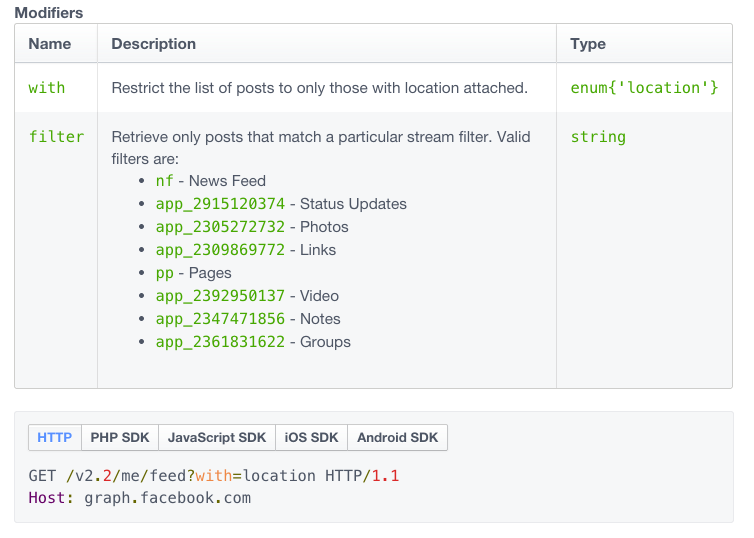 Modifiers
Name Description Type
with Restrict the list of posts to only those with location attached. enum{'location'}
filter Retrieve only posts that match a particular stream filter. Valid string
filters are:
• nf - News Feed
• app_2915120374 - Status Updates
• app_2305272732 - Photos
• app_2309869772 - Links
• pp - Pages
• app_2392950137 - Video
• app_2347471856 - Notes
• app_2361831622 - Groups
HTTP PHP SDK JavaScript SDK iOS SDK Android SDK
GET /v2.2/me/feed?with=location HTTP/1.1
Host: graph.facebook.com